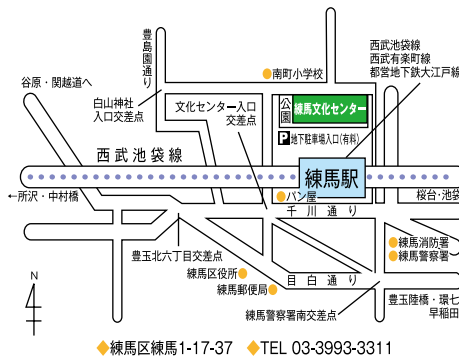 豊島園通り
南町小学校
西武池袋線
西武有楽町線
都営地下鉄大江戸線
谷原・関越道へ
白山神社
入口交差点
文化センター入口
交差点
公園
練馬文化センター
P地下駐車場入口(有料)
西武池袋線
練馬駅
←所沢・中村橋
パン屋
桜台・池袋
千川通り
豊玉北六丁目交差点
練馬区役所
練馬郵便局
目白通り
練馬消防署
練馬警察署
練馬警察署南交差点
豊玉陸橋・環七
早稲田
N
◆練馬区練馬1-17-37 ◆TEL 03-3993-3311